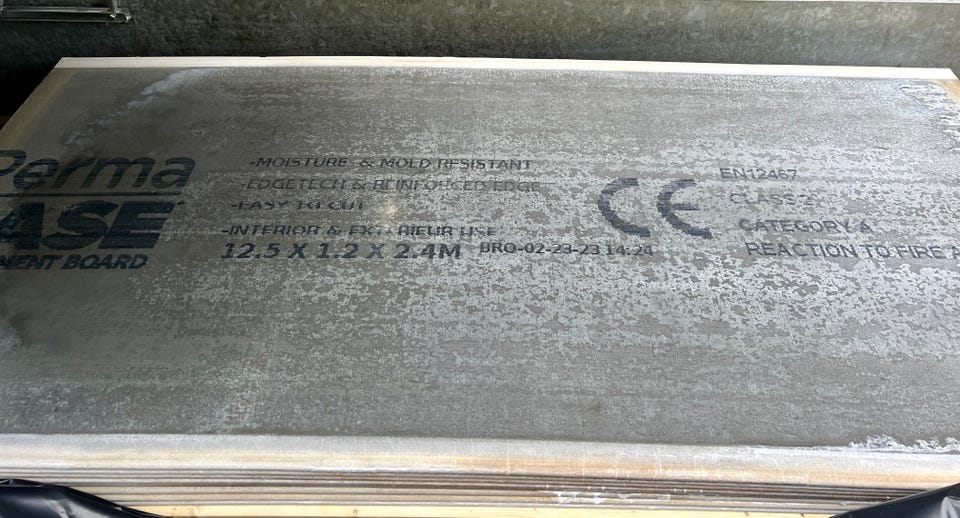 Perma
ASE
MENT BOARD
-MOISTURE & MOLD RESISTANT
-EDGETECH & REINFORCED EDGE
-EASY TO CUT
-INTERIOR & EXTERIEUR USE
12.5 X 1.2 X 2.4M BRO-02-23-23 14:24
CE
EN12467
CLASS 2
CATEGORY A
REACTION TO FIRE A